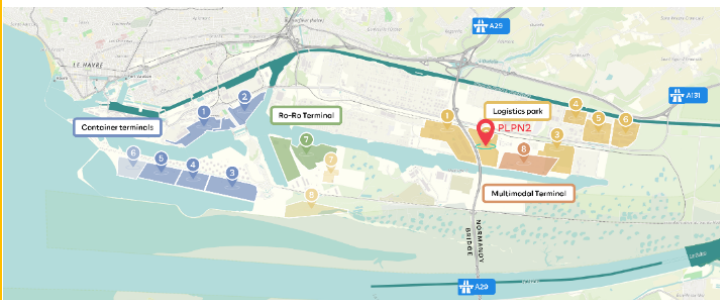 A29
LE HAVRE
A131
2
1
Container terminals
Ro-Ro Terminal
Logistics park
1
PLPN2
4
5
6
3
7
7
8
6
5
4
3
8
Multimodal Terminal
NORMANDY
BRIDGE
A29